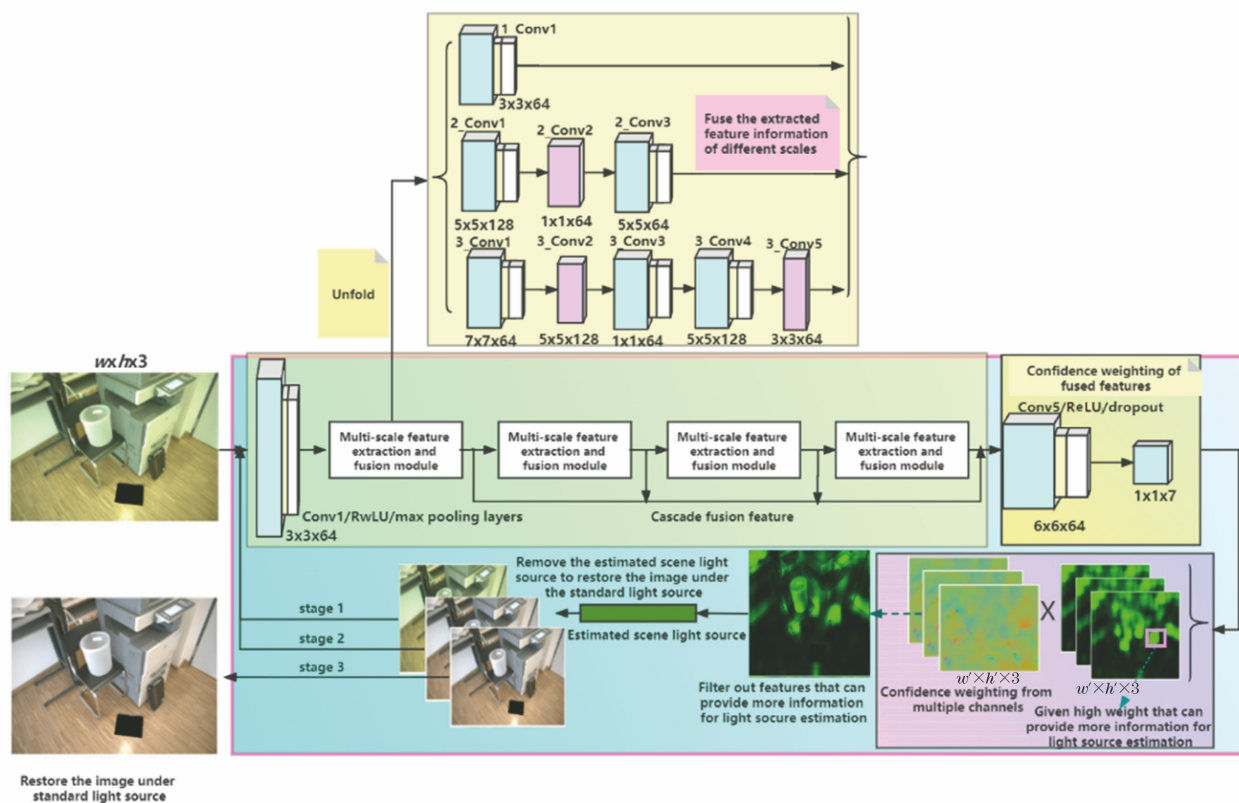 1_Conv1
3x3x64
Fuse the extracted
feature information
of different scales
2_Conv1
2_Conv2
2_Conv3
5x5x128
1x1x64
5x5x64
3_Conv1
3_Conv2
3_Conv3
3_Conv4
3_Conv5
7x7x64
5x5x128
1x1x64
5x5x128
3x3x64
Unfold
wxhx3
Confidence weighting of
fused features
Conv5/ReLU/dropout
Multi-scale feature
extraction and
fusion module
Multi-scale feature
extraction and
fusion module
Multi-scale feature
extraction and
fusion module
Multi-scale feature
extraction and
fusion module
Conv1/RwLU/max pooling layers
3x3x64
Cascade fusion feature
6x6x64
1x1x7
Remove the estimated scene light
source to restore the image under
the standard light source
Estimated scene light source
stage 1
stage 2
stage 3
Filter out features that can
provide more information
for light socure estimation
w'×h'×3
Confidence weighting from
multiple channels
X
w'×h'×3
Given high weight that can
provide more information for
light source estimation
Restore the image under
standard light source